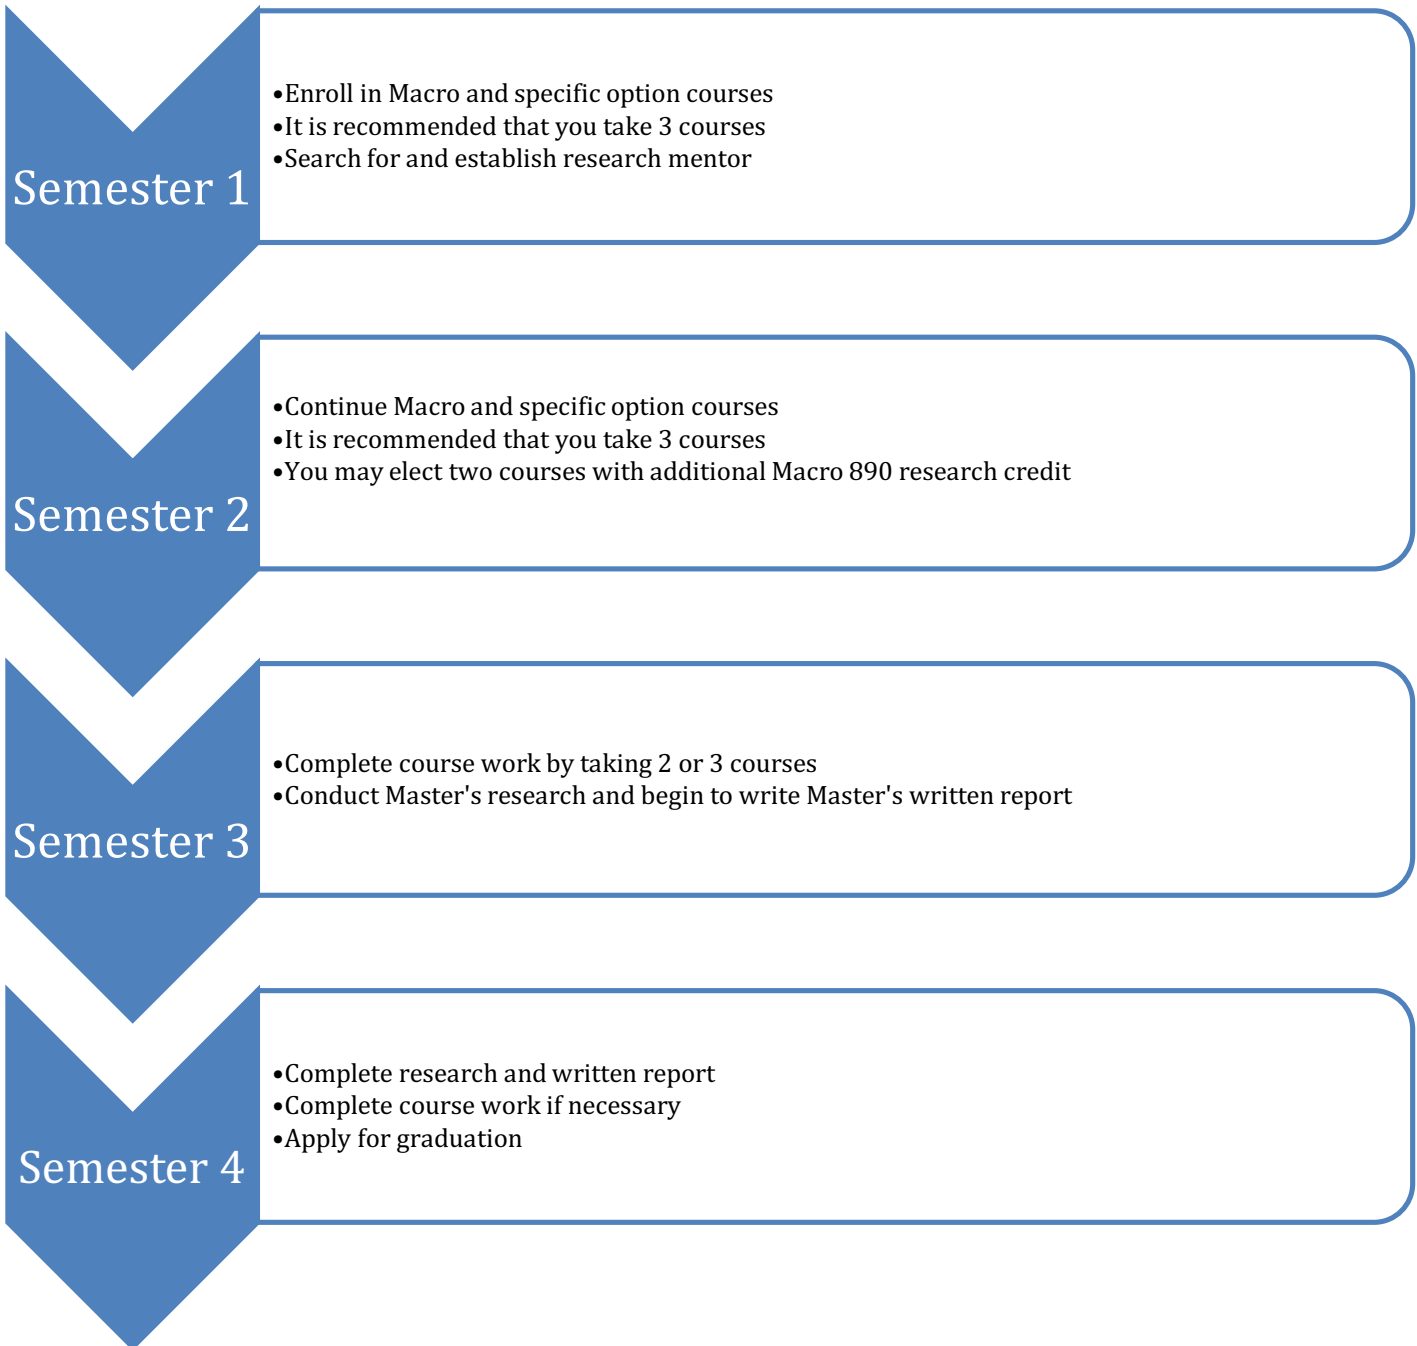 Semester 1
•Enroll in Macro and specific option courses
•It is recommended that you take 3 courses
•Search for and establish research mentor
Semester 2
•Continue Macro and specific option courses
•It is recommended that you take 3 courses
•You may elect two courses with additional Macro 890 research credit
Semester 3
•Complete course work by taking 2 or 3 courses
•Conduct Master's research and begin to write Master's written report
Semester 4
•Complete research and written report
•Complete course work if necessary
•Apply for graduation